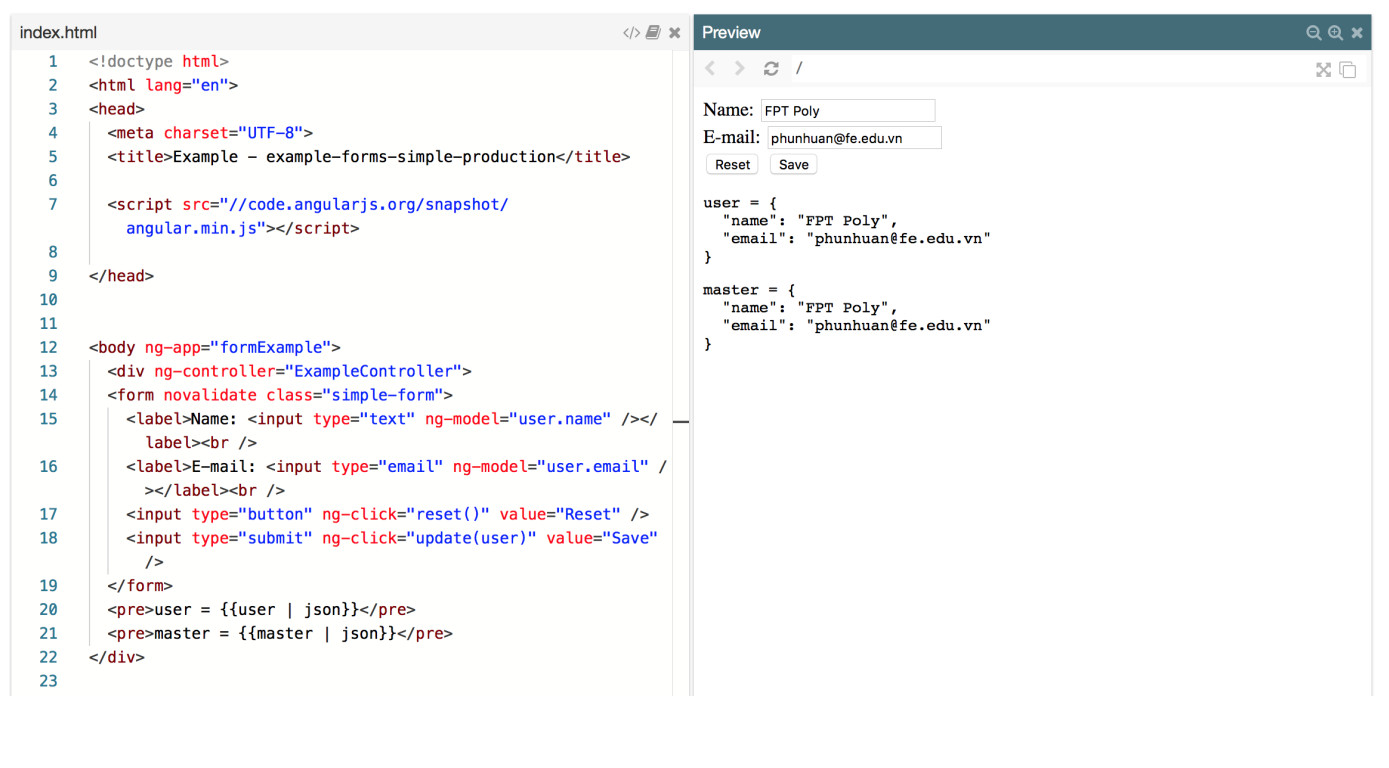 index.html
1 <!doctype html>
2 <html lang="en">
3 <head>
4 <meta charset="UTF-8">
5 <title>Example - example-forms-simple-production</title>
6
7 <script src="//code.angularjs.org/snapshot/
angular.min.js"></script>
8
9 </head>
10
11
12 <body ng-app="formExample">
13 <div ng-controller="ExampleController">
14 <form novalidate class="simple-form">
15 <label>Name: <input type="text" ng-model="user.name" /></
label><br />
16 <label>E-mail: <input type="email" ng-model="user.email" /
></label><br />
17 <input type="button" ng-click="reset()" value="Reset" />
18 <input type="submit" ng-click="update(user)" value="Save"
/>
19 </form>
20 <pre>user = {{user | json}}</pre>
21 <pre>master = {{master | json}}</pre>
22 </div>
23
Preview
/
Name: FPT Poly
E-mail: phunhuan@fe.edu.vn
Reset Save
user = {
"name": "FPT Poly",
"email": "phunhuan@fe.edu.vn"
}
master = {
"name": "FPT Poly",
"email": "phunhuan@fe.edu.vn"
}